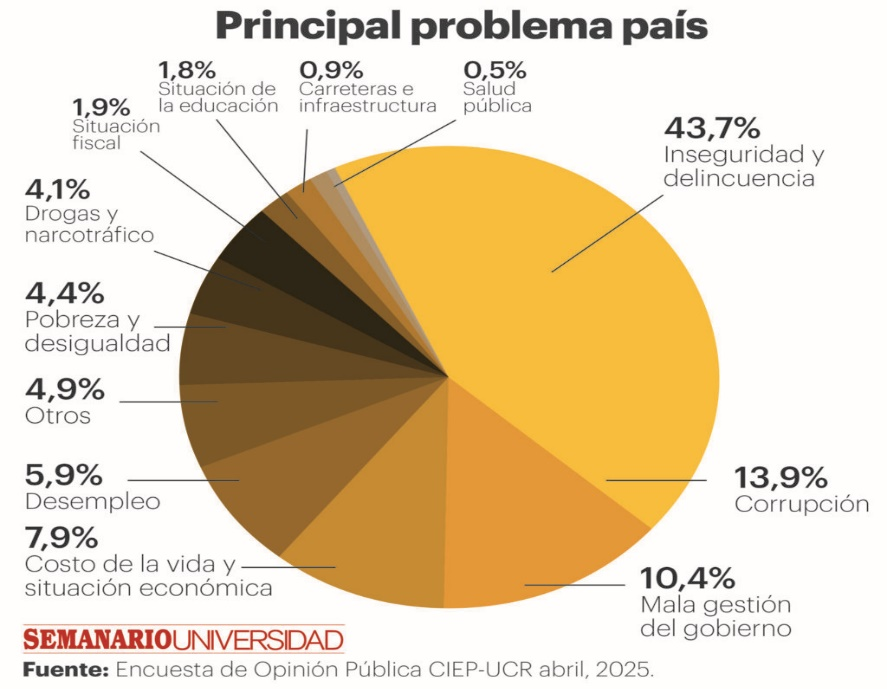 Principal problema país
1,8%
Situación de
la educación
0,9%
Carreteras e
infraestructura
0,5%
Salud
pública
1,9%
Situación
fiscal
43,7%
Inseguridad y
delincuencia
4,1%
Drogas y
narcotráfico
4,4%
Pobreza y
desigualdad
4,9%
Otros
5,9%
Desempleo
13,9%
Corrupción
7,9%
Costo de la vida y
situación económica
10,4%
Mala gestión
del gobierno
SEMANARIOUNIVERSIDAD
Fuente: Encuesta de Opinión Pública CIEP-UCR abril, 2025.